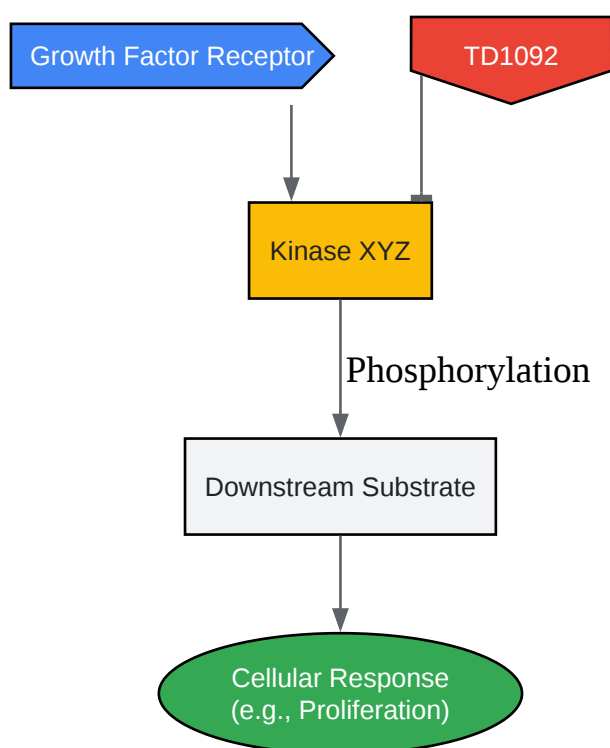 Growth Factor Receptor
TD1092
Kinase XYZ
Phosphorylation
Downstream Substrate
Cellular Response
(e.g., Proliferation)